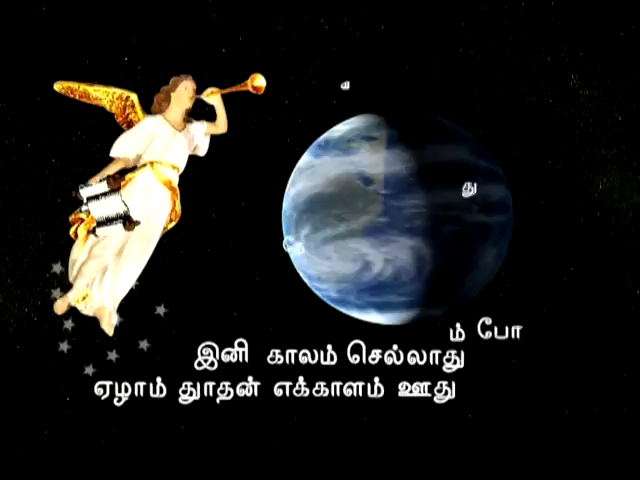 இனி காலம் செல்லாது
ஏழாம் தூதன் எக்காளம் ஊது
ம் போ
து